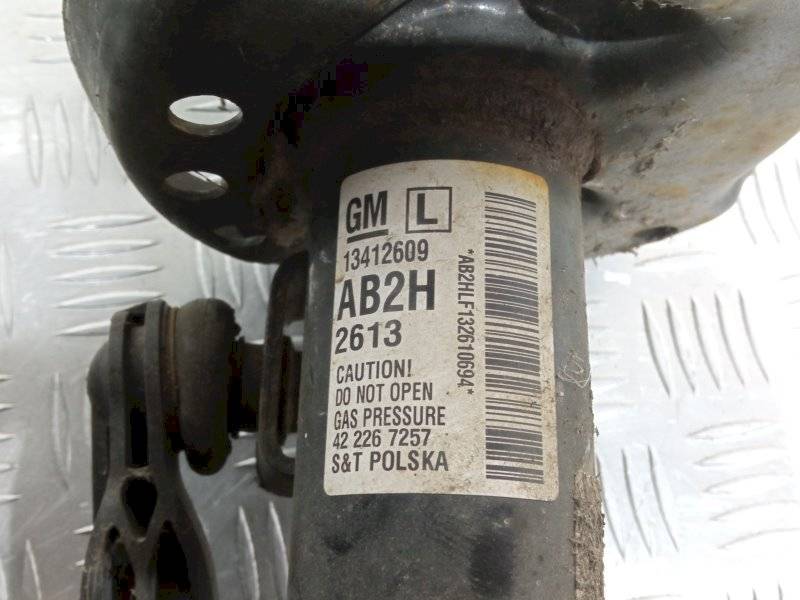 GM L
13412609
AB2H
2613
CAUTION!
DO NOT OPEN
GAS PRESSURE
42 226 7257
S&T POLSKA
*AB2HLF132610694*